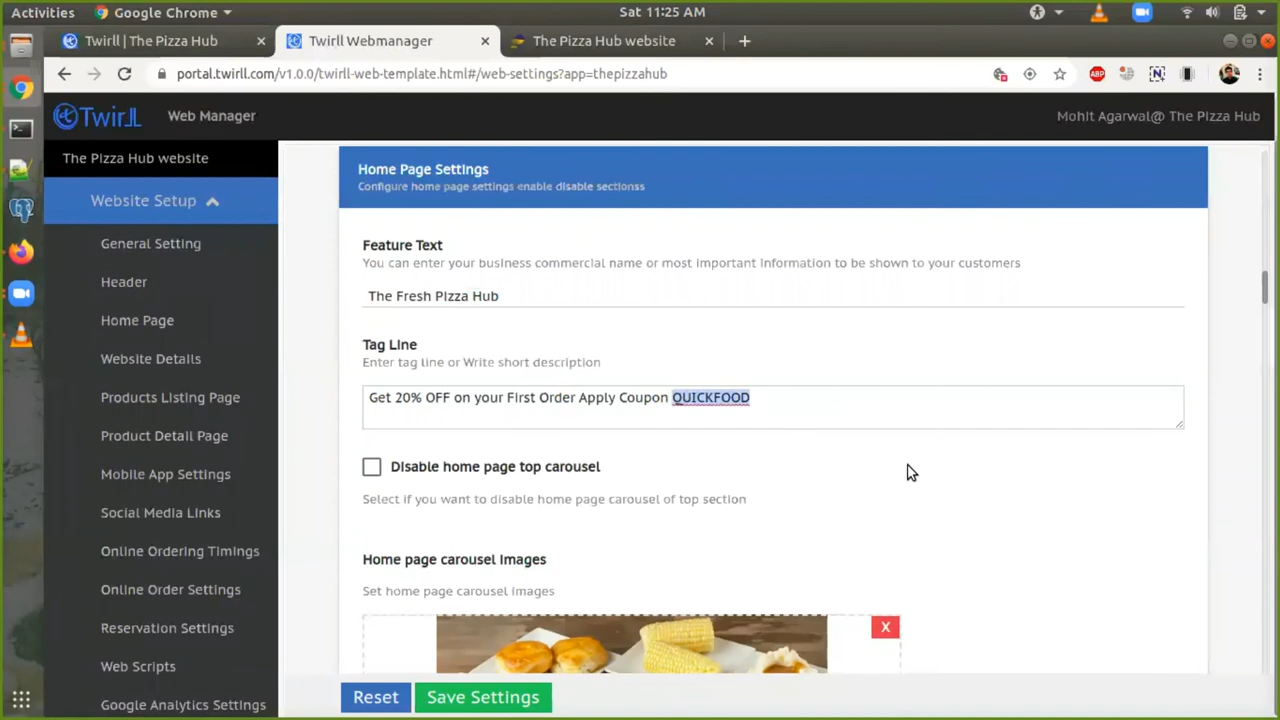 Activities
Google Chrome
Sat 11:25 AM
Twirll | The Pizza Hub
Twirll Webmanager
The Pizza Hub website
portal.twirll.com/v1.0.0/twirll-web-template.html#/web-settings?app=thepizzahub
ABP
Twirll
Web Manager
Mohit Agarwal@ The Pizza Hub
The Pizza Hub website
Website Setup
General Setting
Header
Home Page
Website Details
Products Listing Page
Product Detail Page
Mobile App Settings
Social Media Links
Online Ordering Timings
Online Order Settings
Reservation Settings
Web Scripts
Google Analytics Settings
Home Page Settings
Configure home page settings enable disable sectionss
Feature Text
You can enter your business commercial name or most important information to be shown to your customers
The Fresh Pizza Hub
Tag Line
Enter tag line or Write short description
Get 20% OFF on your First Order Apply Coupon QUICKFOOD
Disable home page top carousel
Select if you want to disable home page carousel of top section
Home page carousel Images
Set home page carousel images
X
Reset
Save Settings